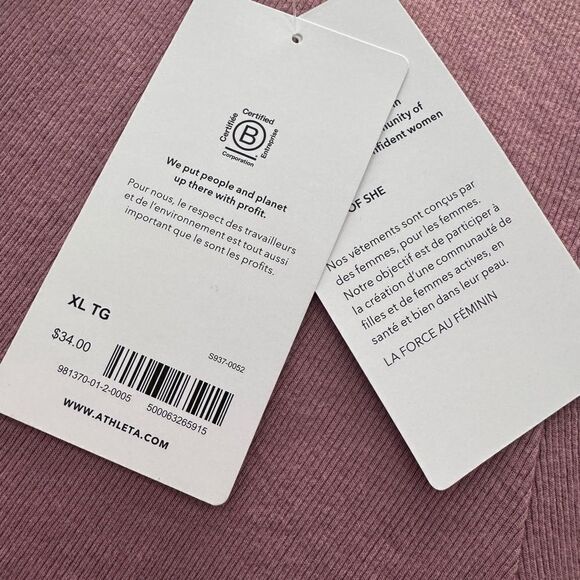 Certified
Certifiée
B
Entreprise
Corporation
We put people and planet
up there with profit.
Pour nous, le respect des travailleurs
et de l'environnement est tout aussi
important que le sont les profits.
XL TG
$34.00
S937-0052
981370-01-2-0005
500063265915
WWW.ATHLETA.COM
of
confident women
OF SHE
Nos vêtements sont conçus par
des femmes, pour les femmes.
Notre objectif est de participer à
la création d'une communauté de
filles et de femmes actives, en
santé et bien dans leur peau.
LA FORCE AU FÉMININ